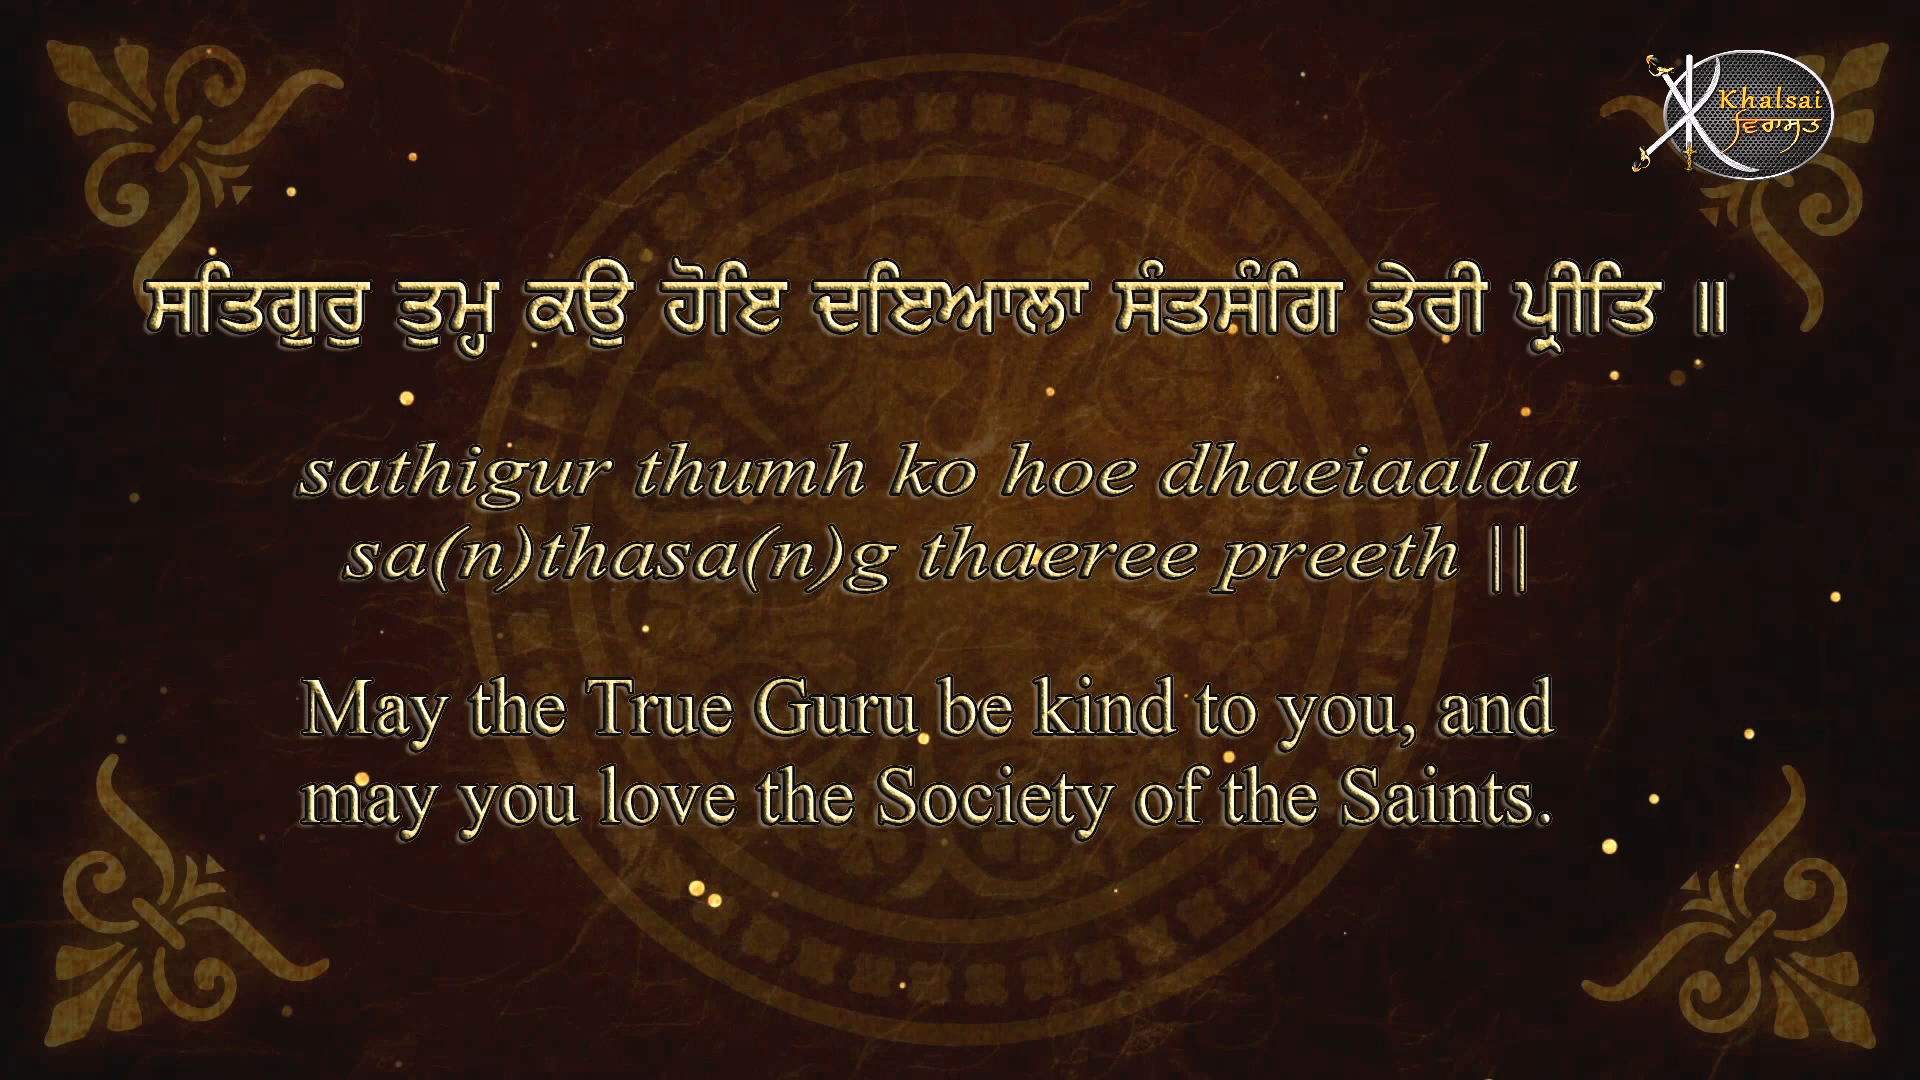 Khalsai
ਵਿਰਾਸਤ
ਸਤਿਗੁਰੁ ਤੁਮ੍ਹ ਕਉ ਹੋਇ ਦਇਆਲਾ ਸੰਤਸੰਗਿ ਤੇਰੀ ਪ੍ਰੀਤਿ ॥
sathigur thumh ko hoe dhaeiaalaa
sa(n)thasa(n)g thaeree preeth ||
May the True Guru be kind to you, and
may you love the Society of the Saints.